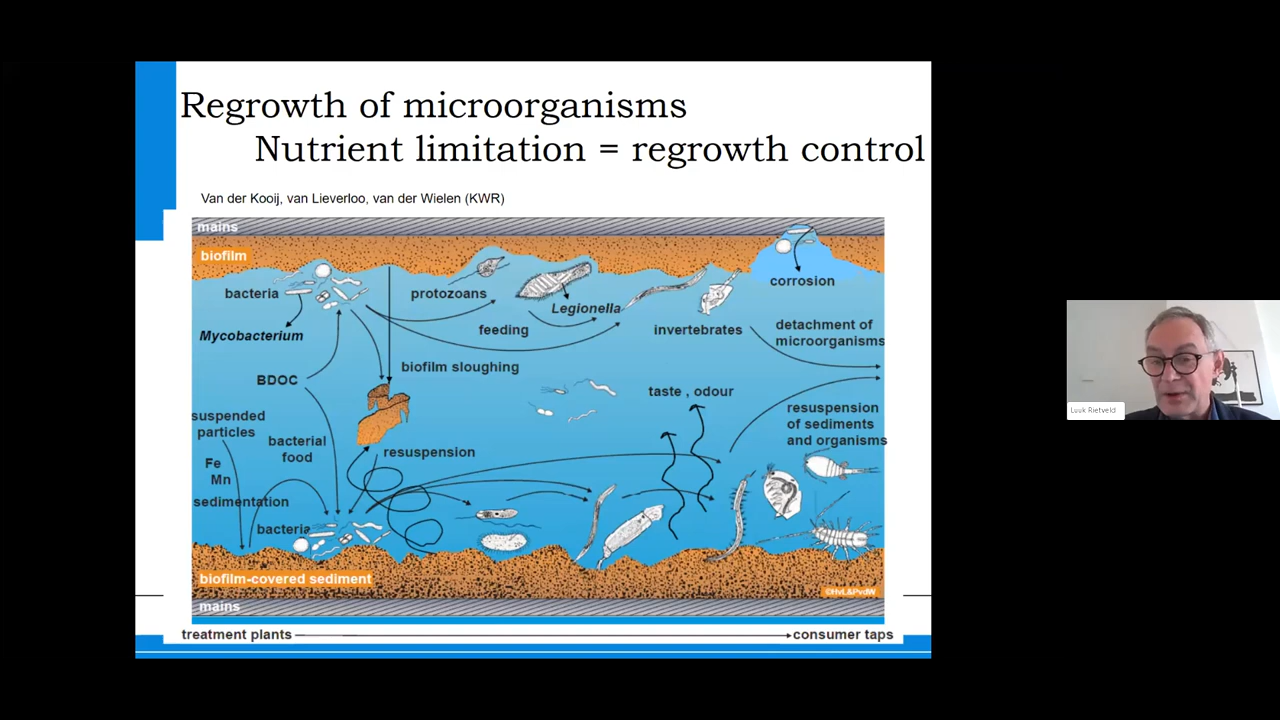 Regrowth of microorganisms
Nutrient limitation = regrowth control
Van der Kooij, van Lieverloo, van der Wielen (KWR)
mains
biofilm
bacteria
protozoans
Legionella
corrosion
Mycobacterium
feeding
invertebrates
detachment of
microorganisms
BDOC
biofilm sloughing
taste , odour
suspended
particles
bacterial
food
resuspension
resuspension
of sediments
and organisms
Fe
Mn
sedimentation
bacteria
biofilm-covered sediment
©HvL&PvdW
mains
treatment plants
consumer taps
Luuk Rietveld